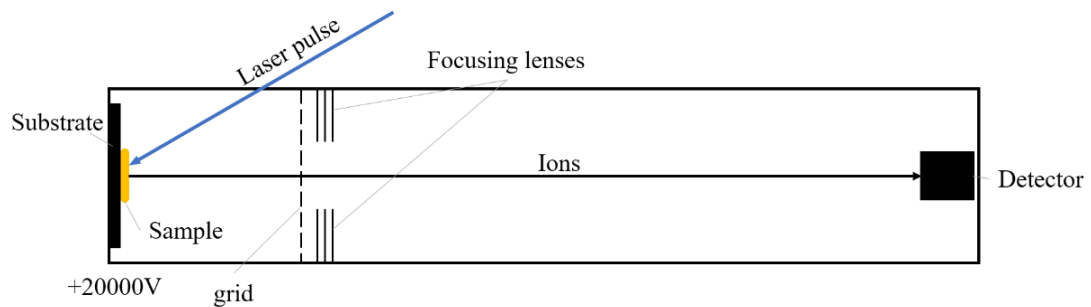 Laser pulse
Focusing lenses
Substrate
Ions
Detector
Sample
+20000V
grid